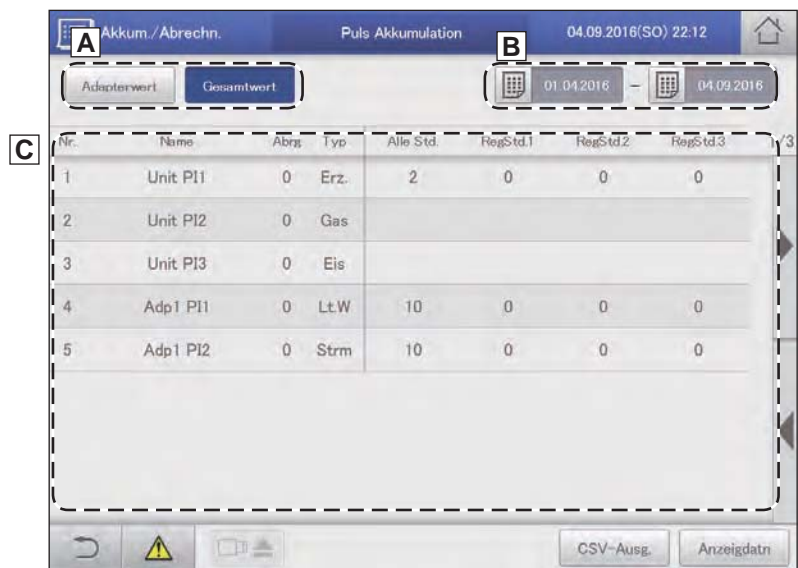 Akkum./Abrechn. Puls Akkumulation 04.09.2016(SO) 22:12
A B
Adapterwert Gesamtwert 01.04.2016 - 04.09.2016
C
Nr. Name Abrg Typ Alle Std. RegStd.1 RegStd.2 RegStd.3 /3
1 Unit PI1 0 Erz. 2 0 0 0
2 Unit PI2 0 Gas
3 Unit PI3 0 Eis
4 Adp1 PI1 0 Lt.W 10 0 0 0
5 Adp1 PI2 0 Strm 10 0 0 0
CSV-Ausg. Anzeigdatn